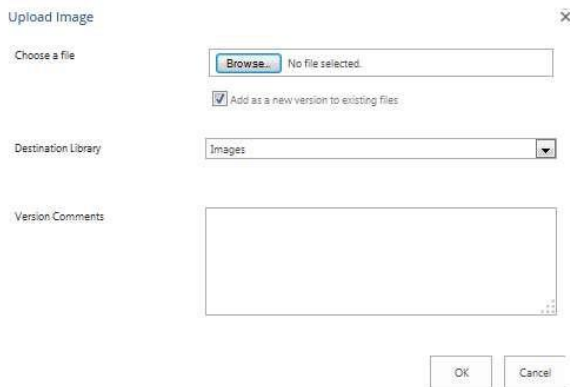 Upload Image
Choose a file
Browse.. No file selected.
Add as a new version to existing files
Destination Library
Images
Version Comments
OK Cancel